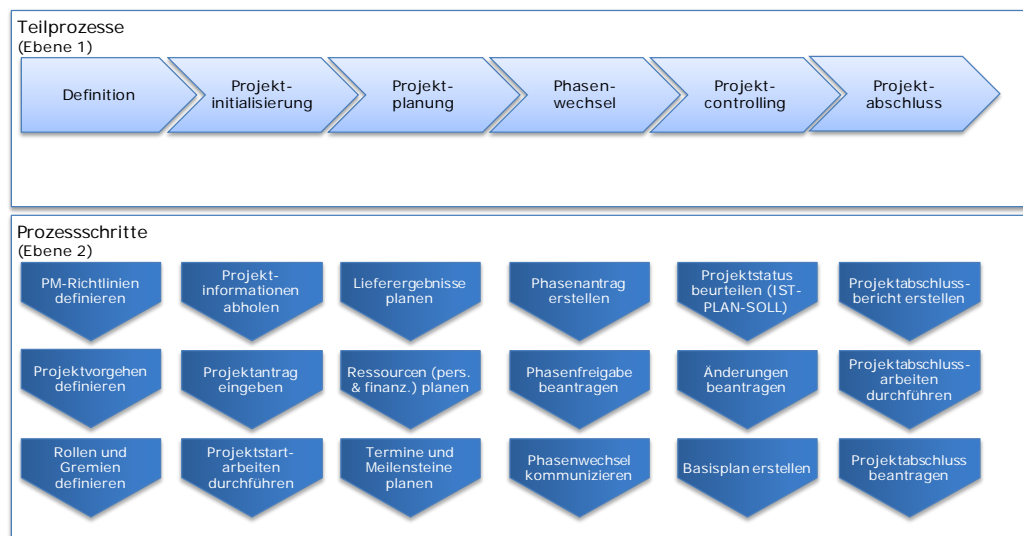 Teilprozesse
(Ebene 1)
Definition
Projekt-
initialisierung
Projekt-
planung
Phasen-
wechsel
Projekt-
controlling
Projekt-
abschluss
Prozessschritte
(Ebene 2)
PM-Richtlinien
definieren
Projekt-
informationen
abholen
Lieferergebnisse
planen
Phasenantrag
erstellen
Projektstatus
beurteilen (IST-
PLAN-SOLL)
Projektabschluss-
bericht erstellen
Projektvorgehen
definieren
Projektantrag
eingeben
Ressourcen (pers.
& finanz.) planen
Phasenfreigabe
beantragen
Änderungen
beantragen
Projektabschluss-
arbeiten
durchführen
Rollen und
Gremien
definieren
Projektstart-
arbeiten
durchführen
Termine und
Meilensteine
planen
Phasenwechsel
kommunizieren
Basisplan erstellen
Projektabschluss
beantragen